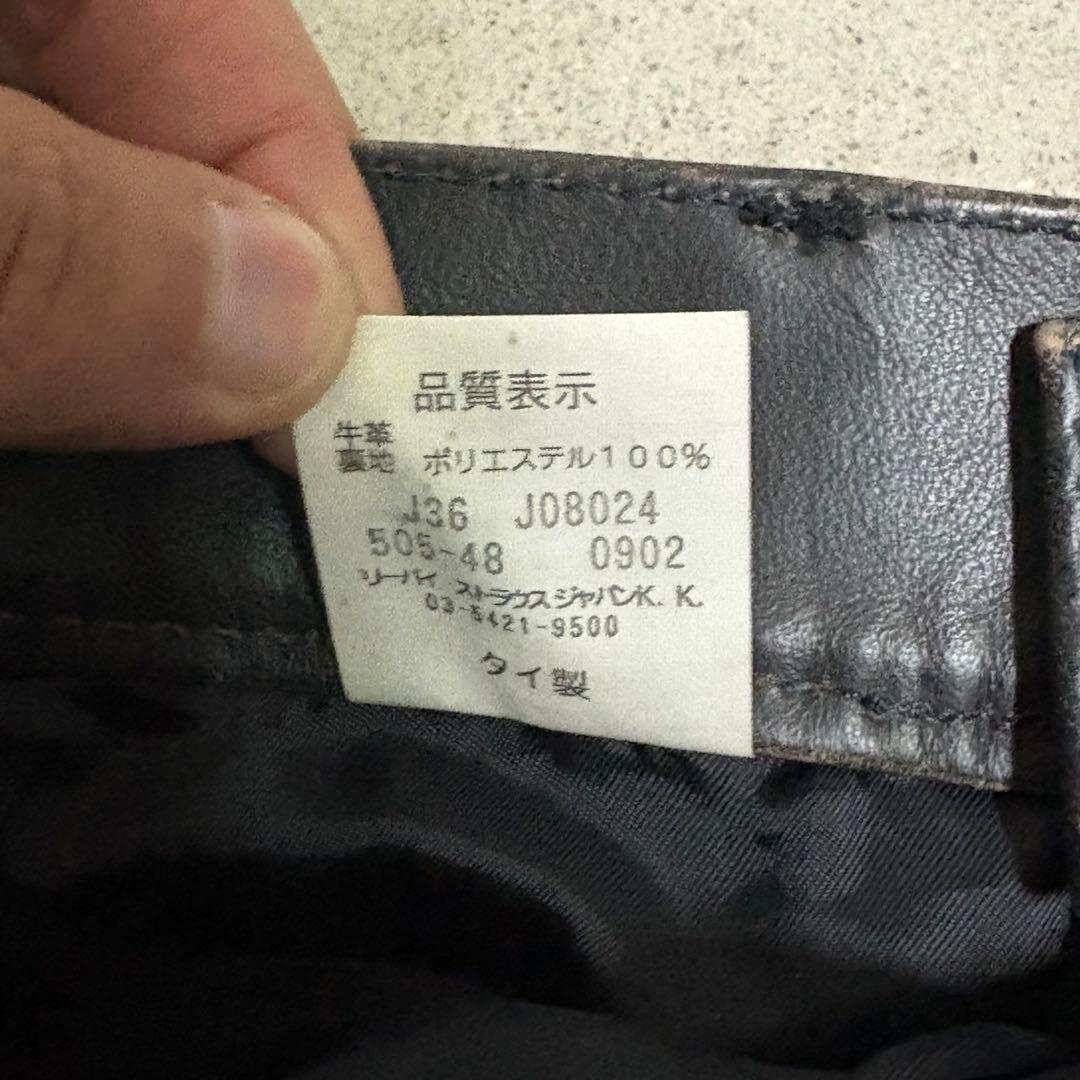 品質表示
牛革
裏地 ポリエステル100%
J36 J08024
505-48 0902
リーバイ ストラウスジャパンK.K.
03-5421-9500
タイ製